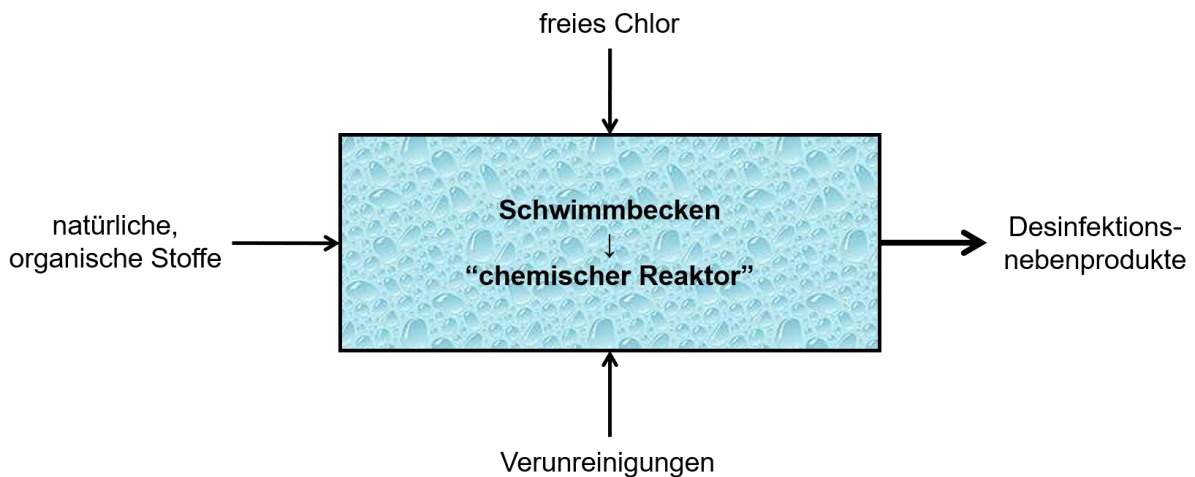 freies Chlor
natürliche,
organische Stoffe
Schwimmbecken
↓
“chemischer Reaktor”
Desinfektions-
nebenprodukte
Verunreinigungen